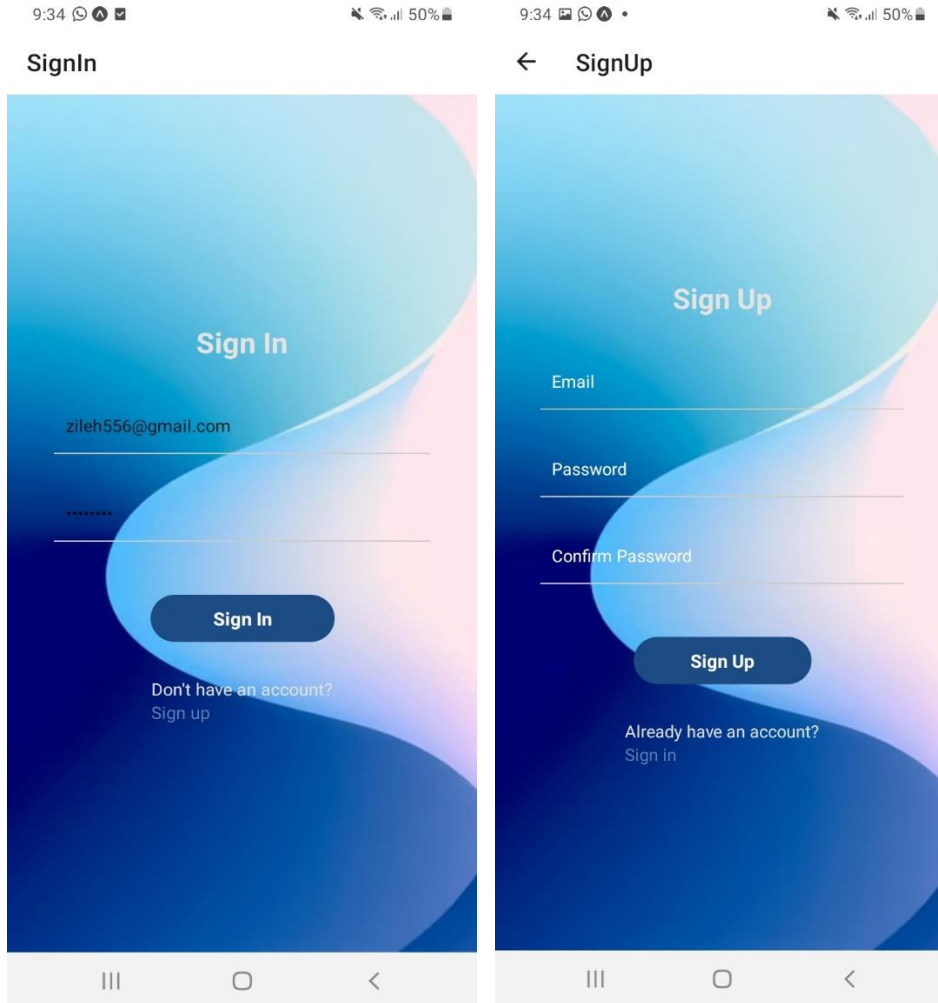 9:34
50%
SignIn
Sign In
zileh556@gmail.com
••••••••
Sign In
Don't have an account?
Sign up
9:34
50%
SignUp
Sign Up
Email
Password
Confirm Password
Sign Up
Already have an account?
Sign in